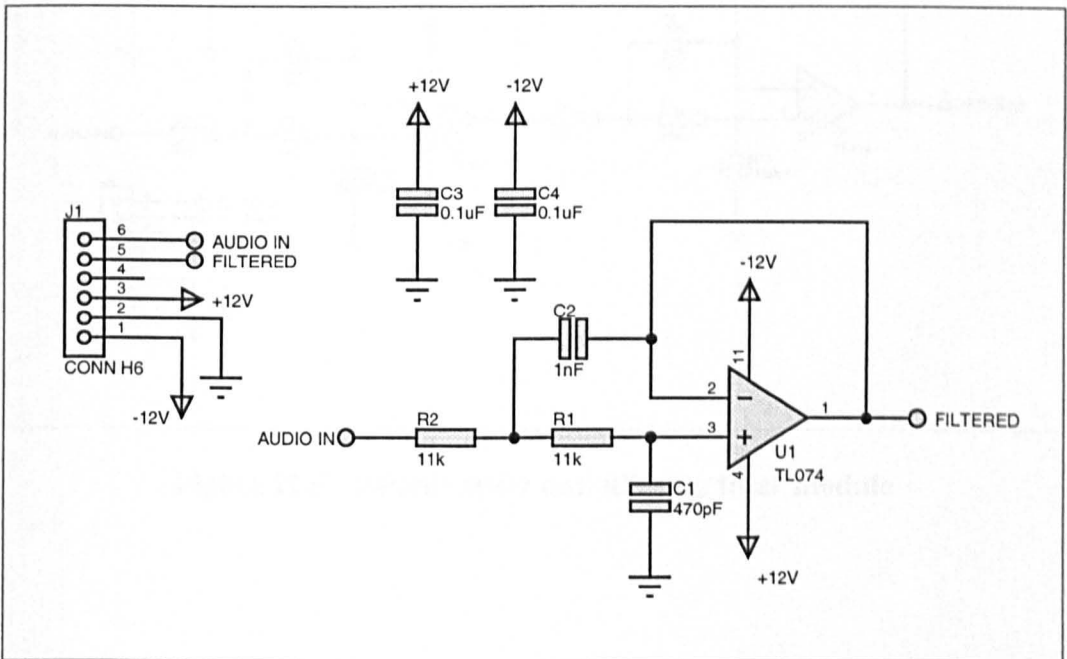 +12V
-12V
C3
0.1uF
C4
0.1uF
J1
6
AUDIO IN
5
FILTERED
4
3
+12V
2
1
CONN H6
-12V
C2
1nF
-12V
11
2
3
1
FILTERED
4
U1
TL074
+12V
AUDIO IN
R2
11k
R1
11k
C1
470pF